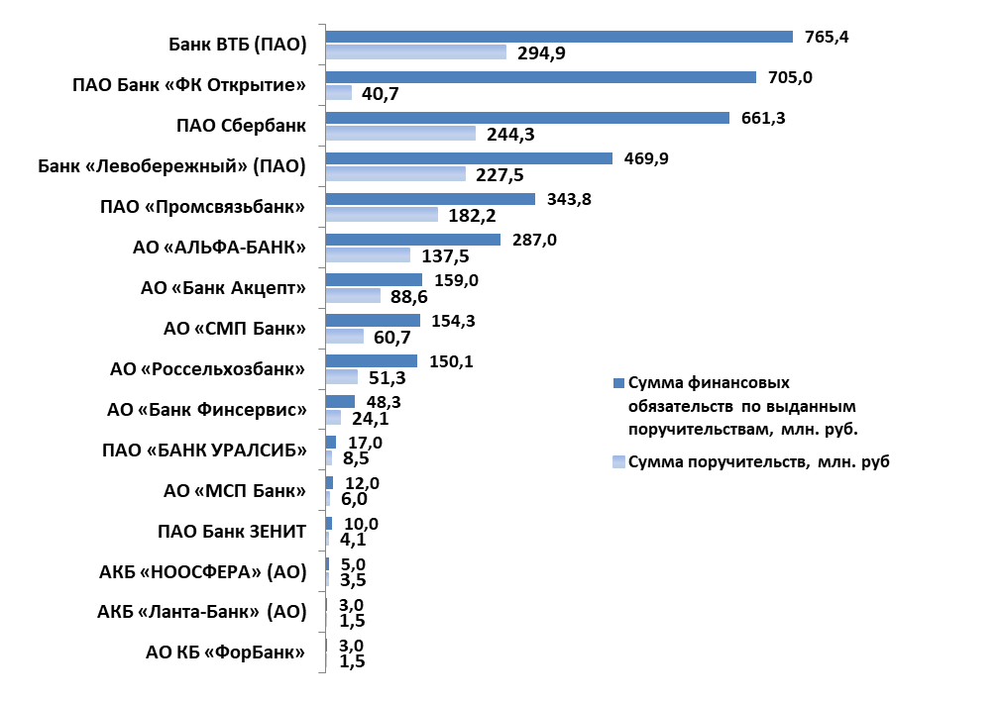 Банк ВТБ (ПАО)
765,4
294,9
ПАО Банк «ФК Открытие»
705,0
40,7
ПАО Сбербанк
661,3
244,3
Банк «Левобережный» (ПАО)
469,9
227,5
ПАО «Промсвязьбанк»
343,8
182,2
АО «АЛЬФА-БАНК»
287,0
137,5
АО «Банк Акцепт»
159,0
88,6
АО «СМП Банк»
154,3
60,7
АО «Россельхозбанк»
150,1
51,3
АО «Банк Финсервис»
48,3
24,1
ПАО «БАНК УРАЛСИБ»
17,0
8,5
АО «МСП Банк»
12,0
6,0
ПАО Банк ЗЕНИТ
10,0
4,1
АКБ «НООСФЕРА» (АО)
5,0
3,5
АКБ «Ланта-Банк» (АО)
3,0
1,5
АО КБ «ФорБанк»
3,0
1,5
Сумма финансовых
обязательств по выданным
поручительствам, млн. руб.
Сумма поручительств, млн. руб